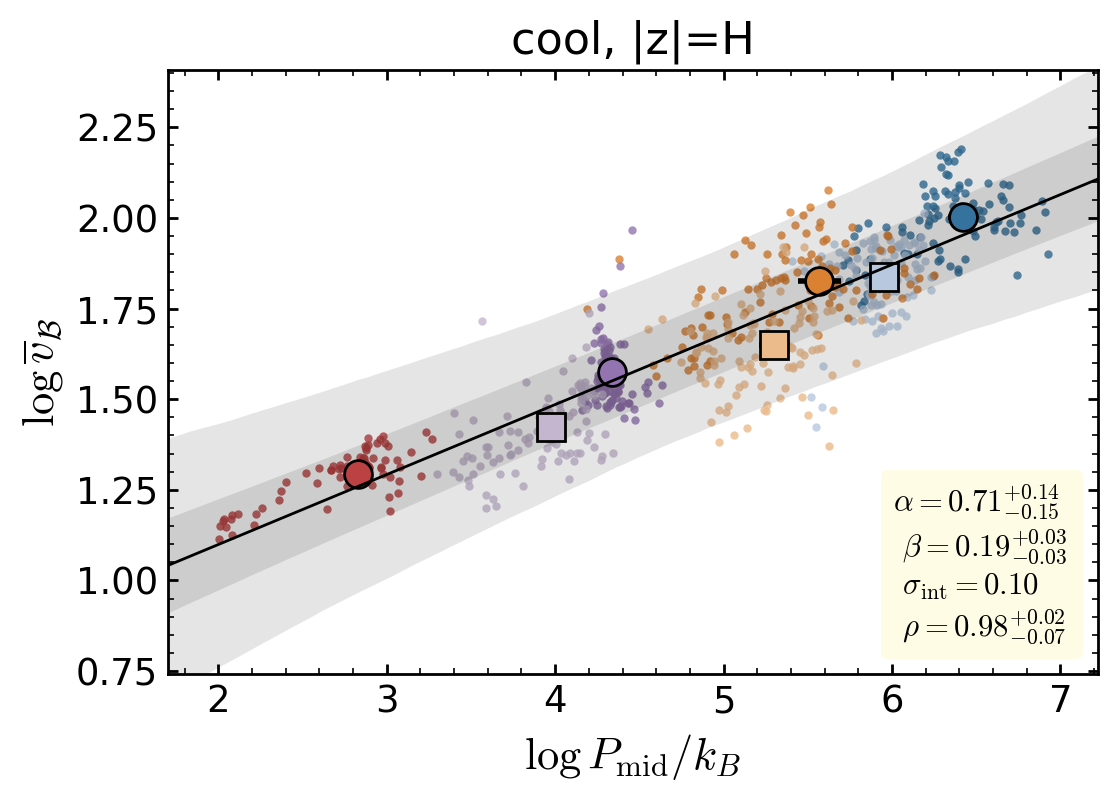 cool, |z|=H
2.25
2.00
1.75
1.50
1.25
1.00
0.75
log v̅_ℬ
α = 0.71^{+0.14}_{−0.15}
β = 0.19^{+0.03}_{−0.03}
σ_int = 0.10
ρ = 0.98^{+0.02}_{−0.07}
2 3 4 5 6 7
log P_mid/k_B